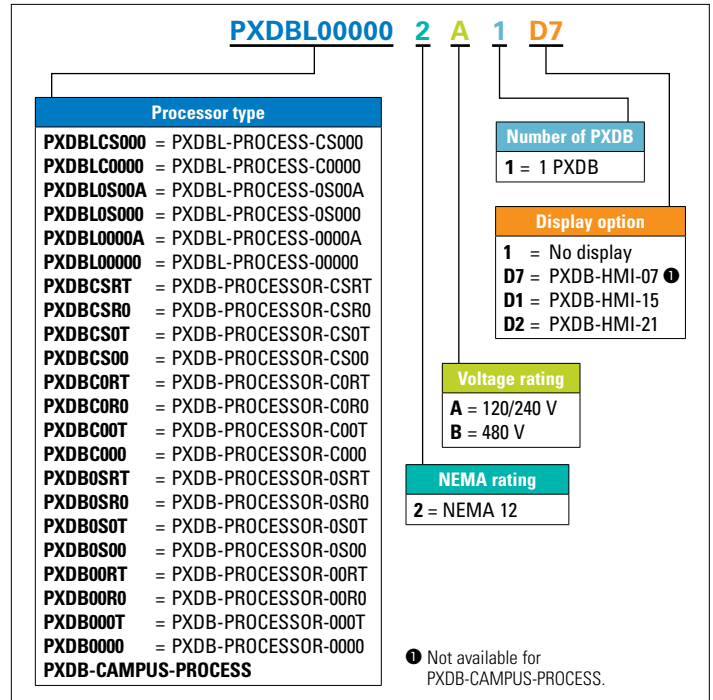 PXDBL00000 2 A 1 D7
Processor type
PXDBLCS000 = PXDBL-PROCESS-CS000
PXDBLC0000 = PXDBL-PROCESS-C0000
PXDBL0S00A = PXDBL-PROCESS-0S00A
PXDBL0S000 = PXDBL-PROCESS-0S000
PXDBL0000A = PXDBL-PROCESS-0000A
PXDBL00000 = PXDBL-PROCESS-00000
PXDBCSRT = PXDB-PROCESSOR-CSRT
PXDBCSR0 = PXDB-PROCESSOR-CSR0
PXDBCS0T = PXDB-PROCESSOR-CS0T
PXDBCS00 = PXDB-PROCESSOR-CS00
PXDBC0RT = PXDB-PROCESSOR-C0RT
PXDBC0R0 = PXDB-PROCESSOR-C0R0
PXDBC00T = PXDB-PROCESSOR-C00T
PXDBC000 = PXDB-PROCESSOR-C000
PXDB0SRT = PXDB-PROCESSOR-0SRT
PXDB0SR0 = PXDB-PROCESSOR-0SR0
PXDB0S0T = PXDB-PROCESSOR-0S0T
PXDB0S00 = PXDB-PROCESSOR-0S00
PXDB00RT = PXDB-PROCESSOR-00RT
PXDB00R0 = PXDB-PROCESSOR-00R0
PXDB000T = PXDB-PROCESSOR-000T
PXDB0000 = PXDB-PROCESSOR-0000
PXDB-CAMPUS-PROCESS
Number of PXDB
1 = 1 PXDB
Display option
1 = No display
D7 = PXDB-HMI-07 ❶
D1 = PXDB-HMI-15
D2 = PXDB-HMI-21
Voltage rating
A = 120/240 V
B = 480 V
NEMA rating
2 = NEMA 12
❶ Not available for
PXDB-CAMPUS-PROCESS.